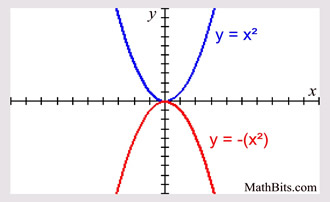 y
y = x²
x
y = -(x²)
MathBits.com